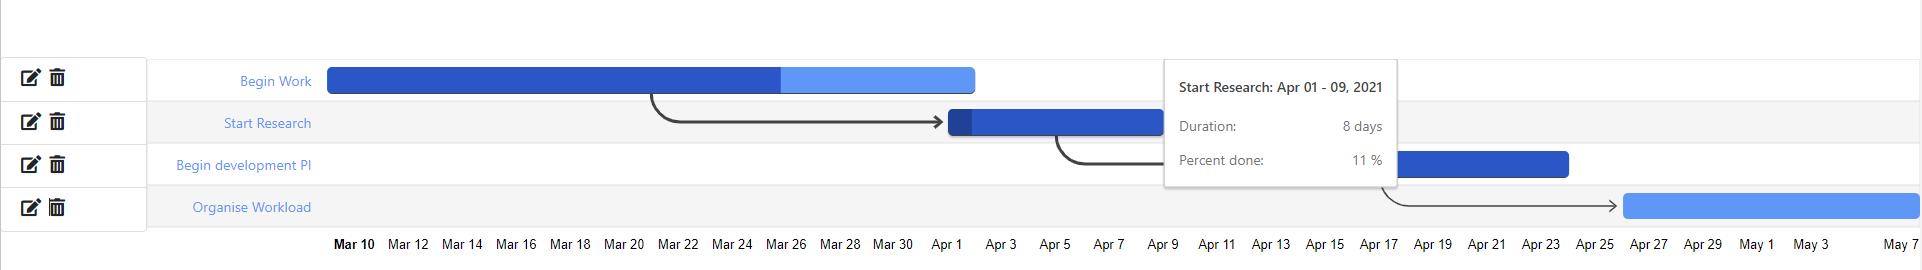 Begin Work
Start Research: Apr 01 - 09, 2021
Start Research
Duration: 8 days
Begin development PI
Percent done: 11 %
Organise Workload
Mar 10 Mar 12 Mar 14 Mar 16 Mar 18 Mar 20 Mar 22 Mar 24 Mar 26 Mar 28 Mar 30 Apr 1 Apr 3 Apr 5 Apr 7 Apr 9 Apr 11 Apr 13 Apr 15 Apr 17 Apr 19 Apr 21 Apr 23 Apr 25 Apr 27 Apr 29 May 1 May 3 May 7